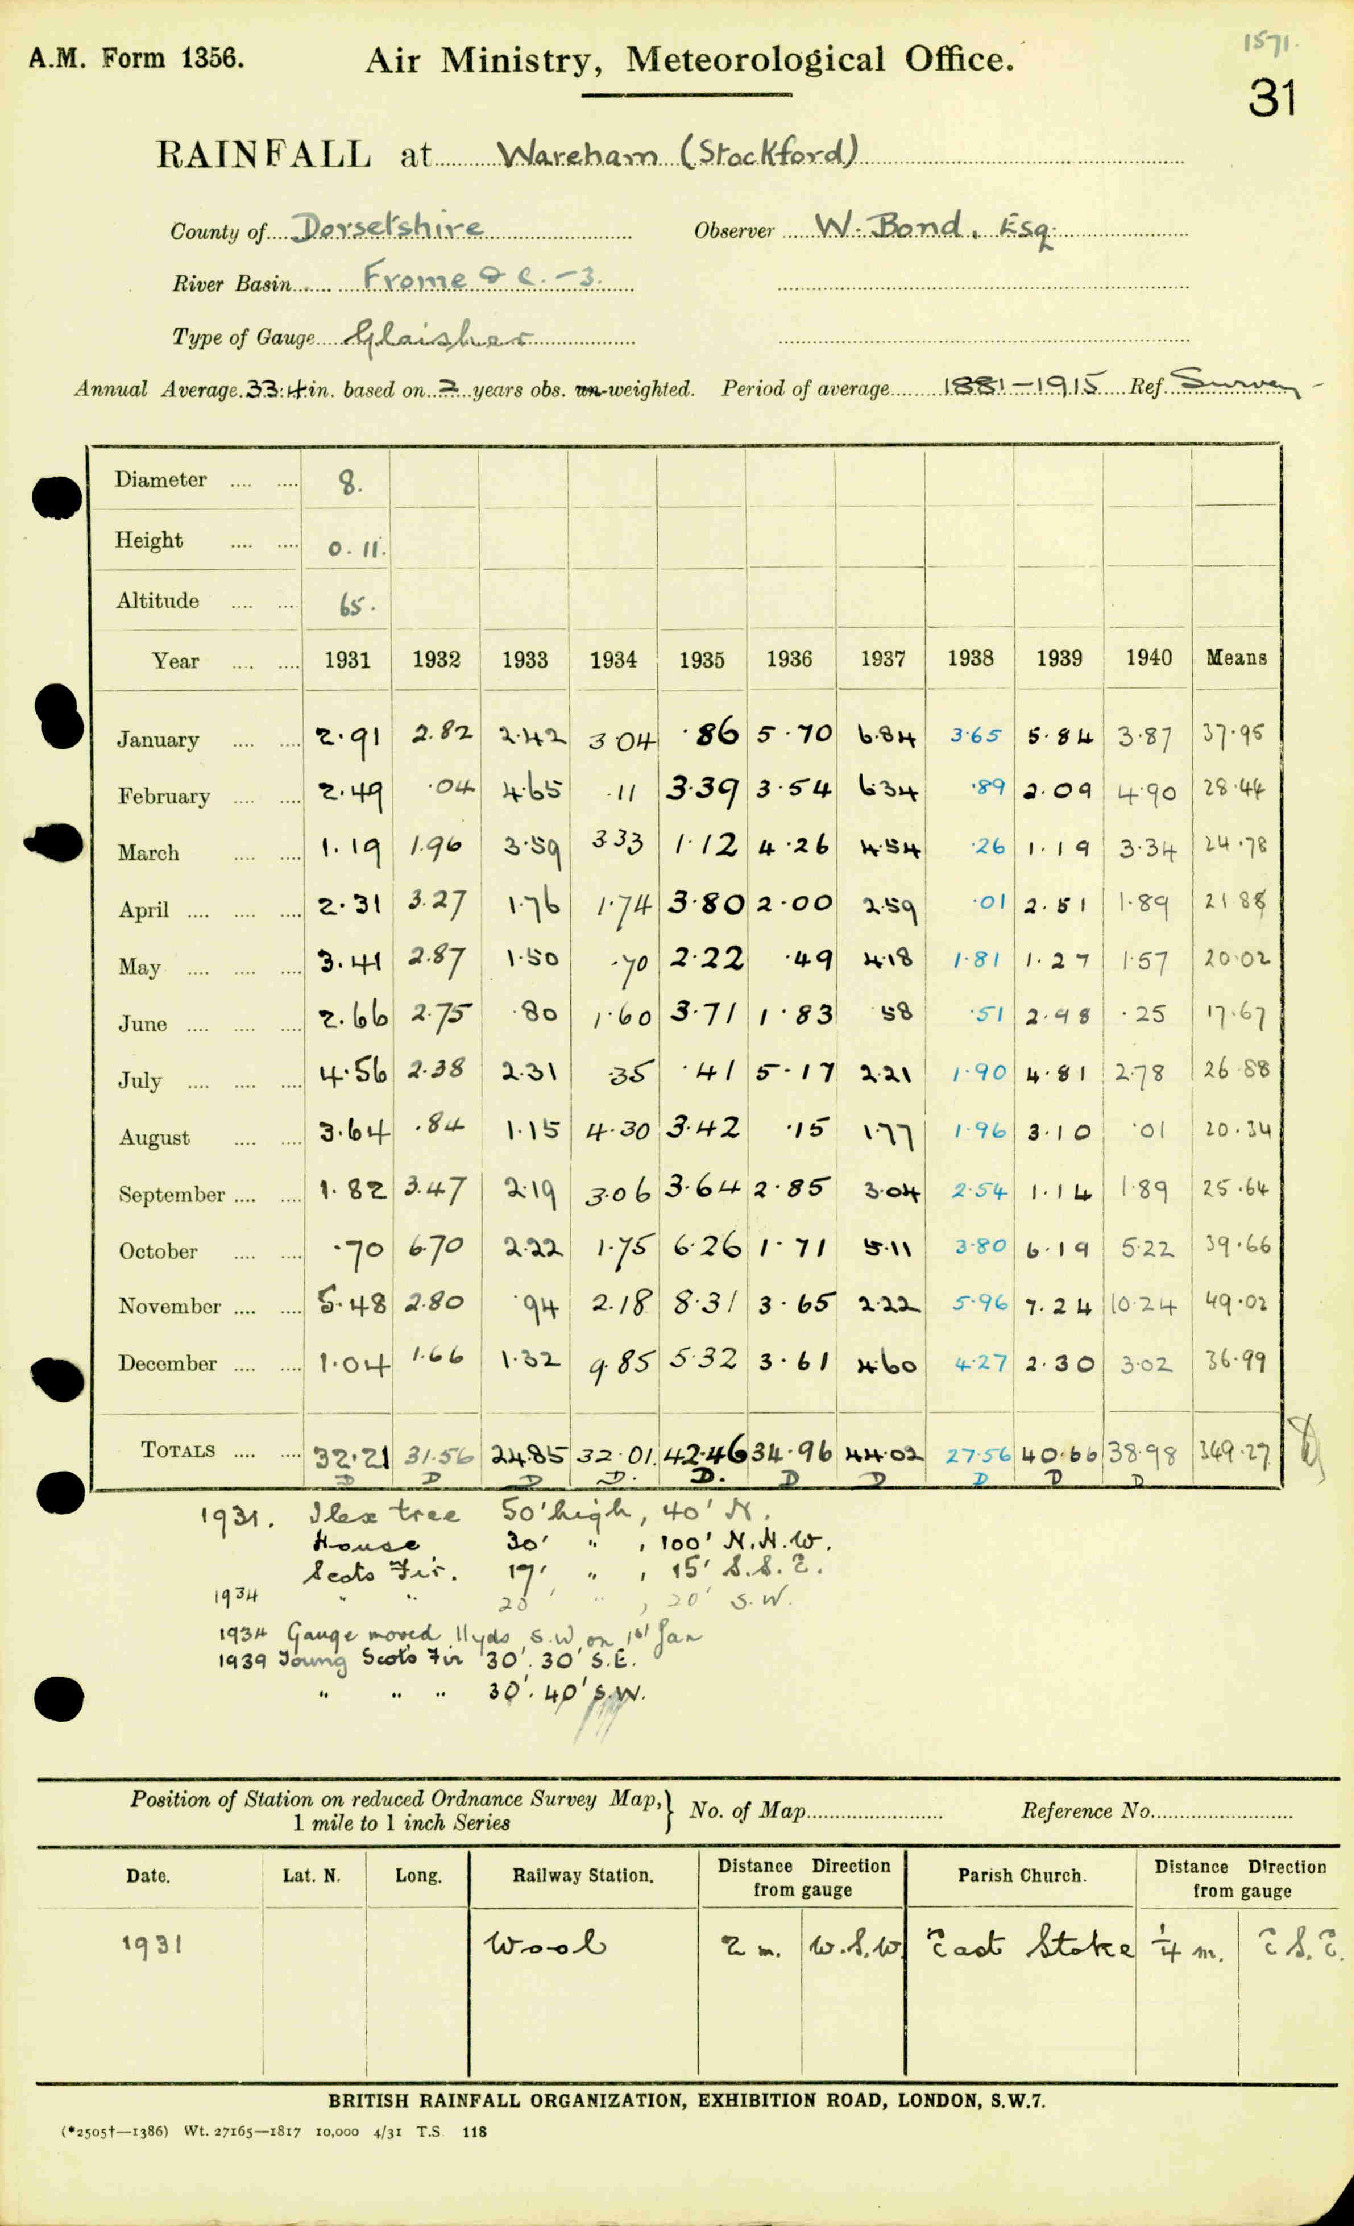 1571.
A.M. Form 1356. Air Ministry, Meteorological Office.
31
RAINFALL at Wareham (Stockford)
County of Dorsetshire Observer W. Bond, Esq.
River Basin Frome &c. -3.
Type of Gauge Glaisher
Annual Average 33.4 in. based on 2 years obs. un-weighted. Period of average 1881-1915 Ref. Survey
Diameter 8.
Height 0.11.
Altitude 65.
Year 1931 1932 1933 1934 1935 1936 1937 1938 1939 1940 Means
January 2.91 2.82 2.42 3.04 .86 5.70 6.84 3.65 5.84 3.87 37.95
February 2.49 .04 4.65 .11 3.39 3.54 6.34 .89 2.09 4.90 28.44
March 1.19 1.96 3.59 3.33 1.12 4.26 4.54 .26 1.19 3.34 24.78
April 2.31 3.27 1.76 1.74 3.80 2.00 2.59 .01 2.51 1.89 21.88
May 3.41 2.87 1.50 .70 2.22 .49 4.18 1.81 1.27 1.57 20.02
June 2.66 2.75 .80 1.60 3.71 1.83 .58 .51 2.98 .25 17.67
July 4.56 2.38 2.31 .35 .41 5.17 2.21 1.90 4.81 2.78 26.88
August 3.64 .84 1.15 4.30 3.42 .15 1.77 1.96 3.10 .01 20.34
September 1.82 3.47 2.19 3.06 3.64 2.85 3.04 2.54 1.14 1.89 25.64
October .70 6.70 2.22 1.75 6.26 1.71 5.11 3.80 6.19 5.22 39.66
November 5.48 2.80 .94 2.18 8.31 3.65 2.22 5.96 7.24 10.24 49.02
December 1.04 1.66 1.32 9.85 5.32 3.61 4.60 4.27 2.30 3.02 36.99
TOTALS 32.21 31.56 24.85 32.01 42.46 34.96 44.02 27.56 40.66 38.98 349.27
D D D D. D. D D D D D
1931. Ilex tree 50' high, 40' N.
House 30' " , 100' N.N.W.
Scots Fir. 17' " , 15' S.S.E.
1934 " " 20' " , 20' S.W.
1934 Gauge moved 11yds S.W on 1st Jan
1939 Young Scots Fir 30'. 30' S.E.
" " " 30'. 40' S.W.
Position of Station on reduced Ordnance Survey Map, 1 mile to 1 inch Series } No. of Map Reference No.
Date. Lat. N. Long. Railway Station. Distance Direction from gauge Parish Church. Distance Direction from gauge
1931 Wool 2 m. W.S.W. East Stoke 1/4 m. E S.E.
BRITISH RAINFALL ORGANIZATION, EXHIBITION ROAD, LONDON, S.W.7.
(*2505†—1386) Wt. 27165—1817 10,000 4/31 T.S. 118